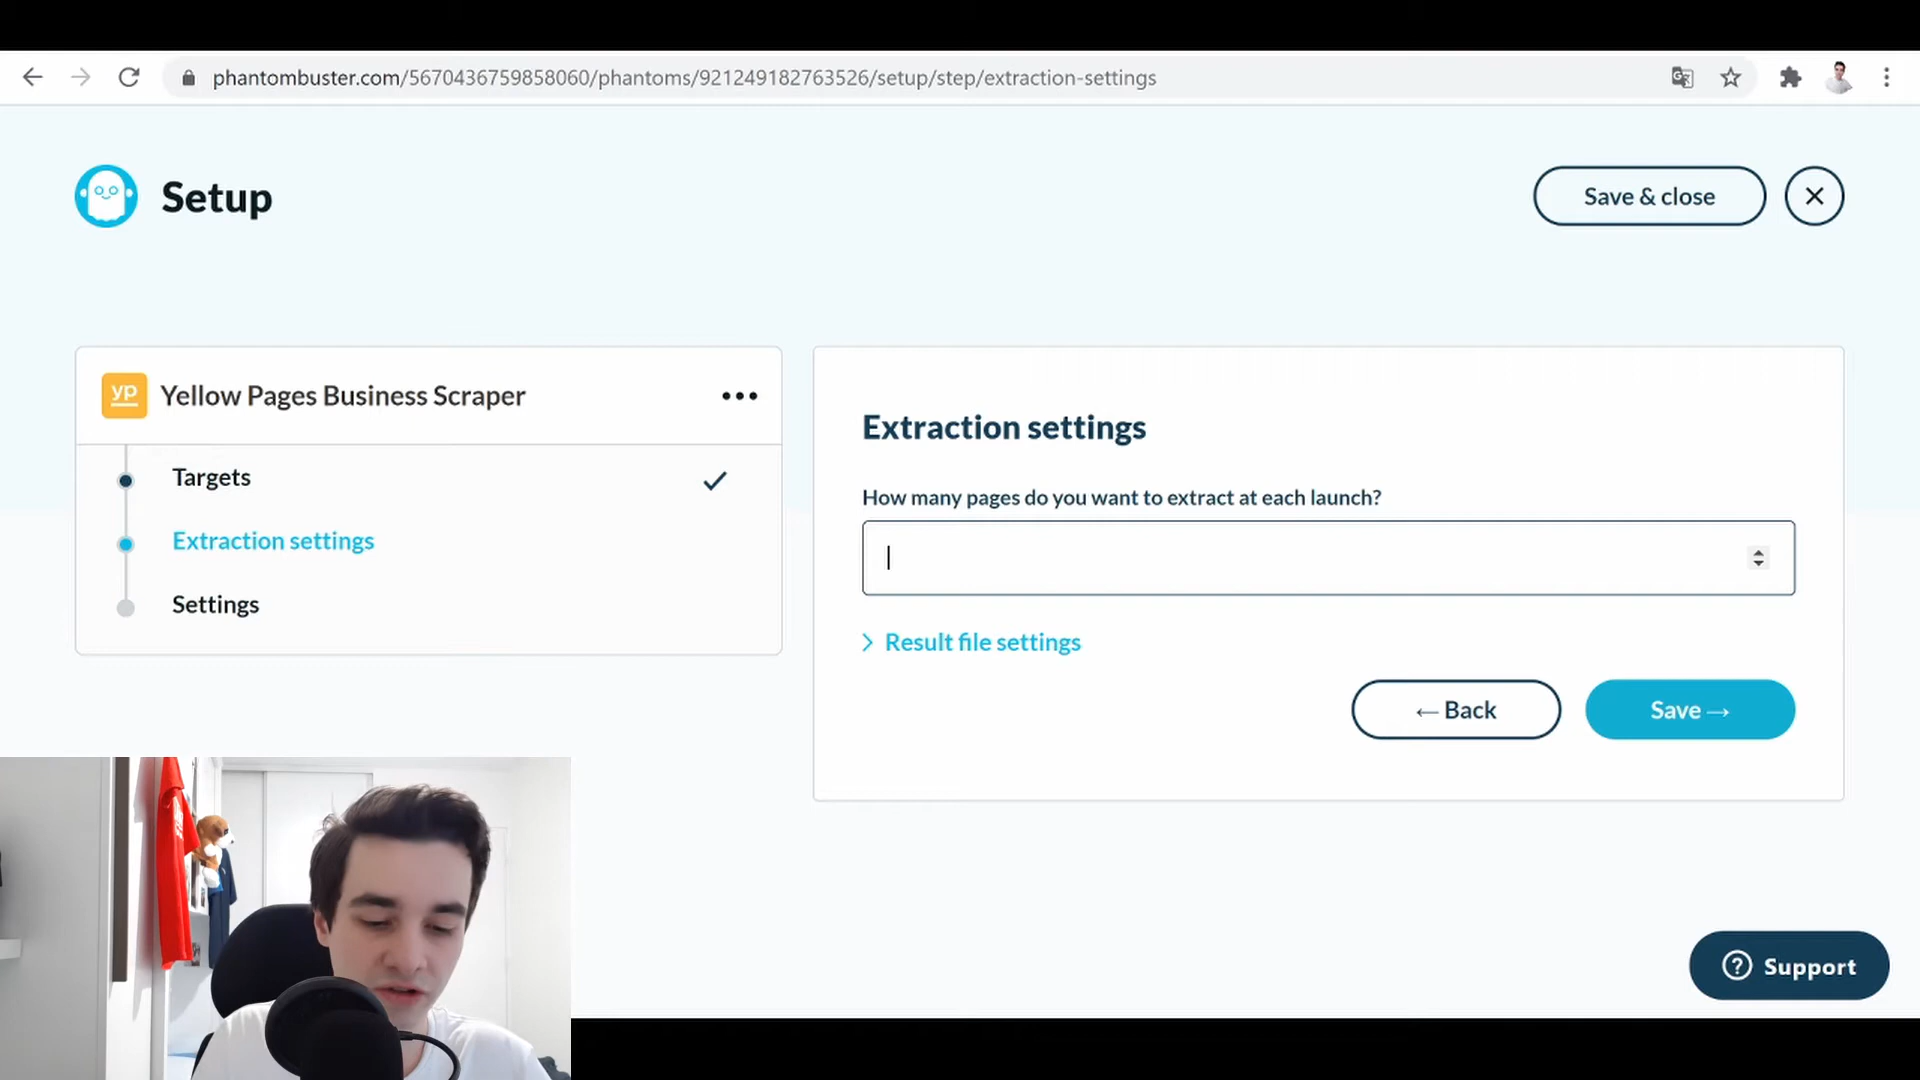 phantombuster.com/5670436759858060/phantoms/921249182763526/setup/step/extraction-settings
Setup
Save & close
yp
Yellow Pages Business Scraper
Targets
Extraction settings
Settings
Extraction settings
How many pages do you want to extract at each launch?
Result file settings
← Back
Save →
Support